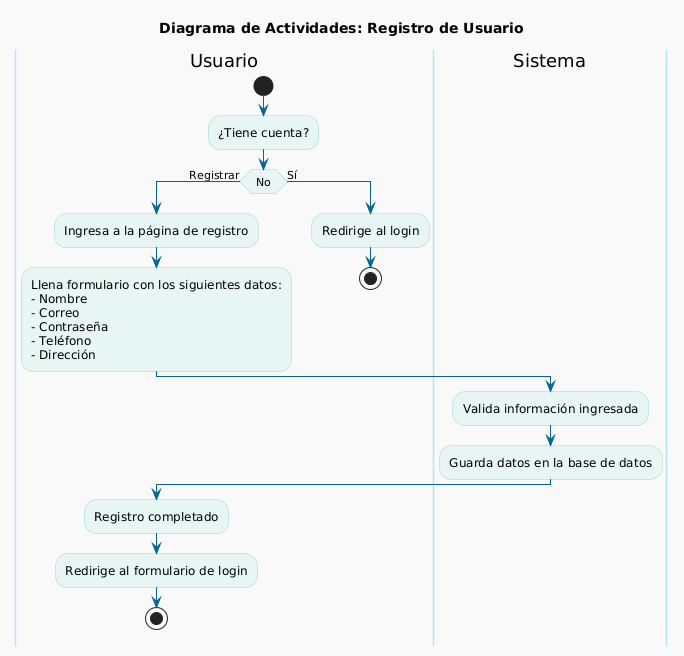 Diagrama de Actividades: Registro de Usuario
Usuario
Sistema
¿Tiene cuenta?
Registrar
No
Sí
Ingresa a la página de registro
Redirige al login
Llena formulario con los siguientes datos:
- Nombre
- Correo
- Contraseña
- Teléfono
- Dirección
Valida información ingresada
Guarda datos en la base de datos
Registro completado
Redirige al formulario de login